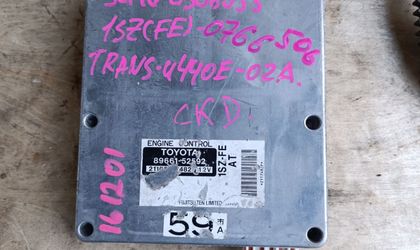 1SZ(FE)-0766506
TRANS-U440E-02A.
CKD.
ENGINE CONTROL
TOYOTA
89661-52592
12V
FUJITSU TEN LIMITED
1SZ-FE
AT
161201
59
A